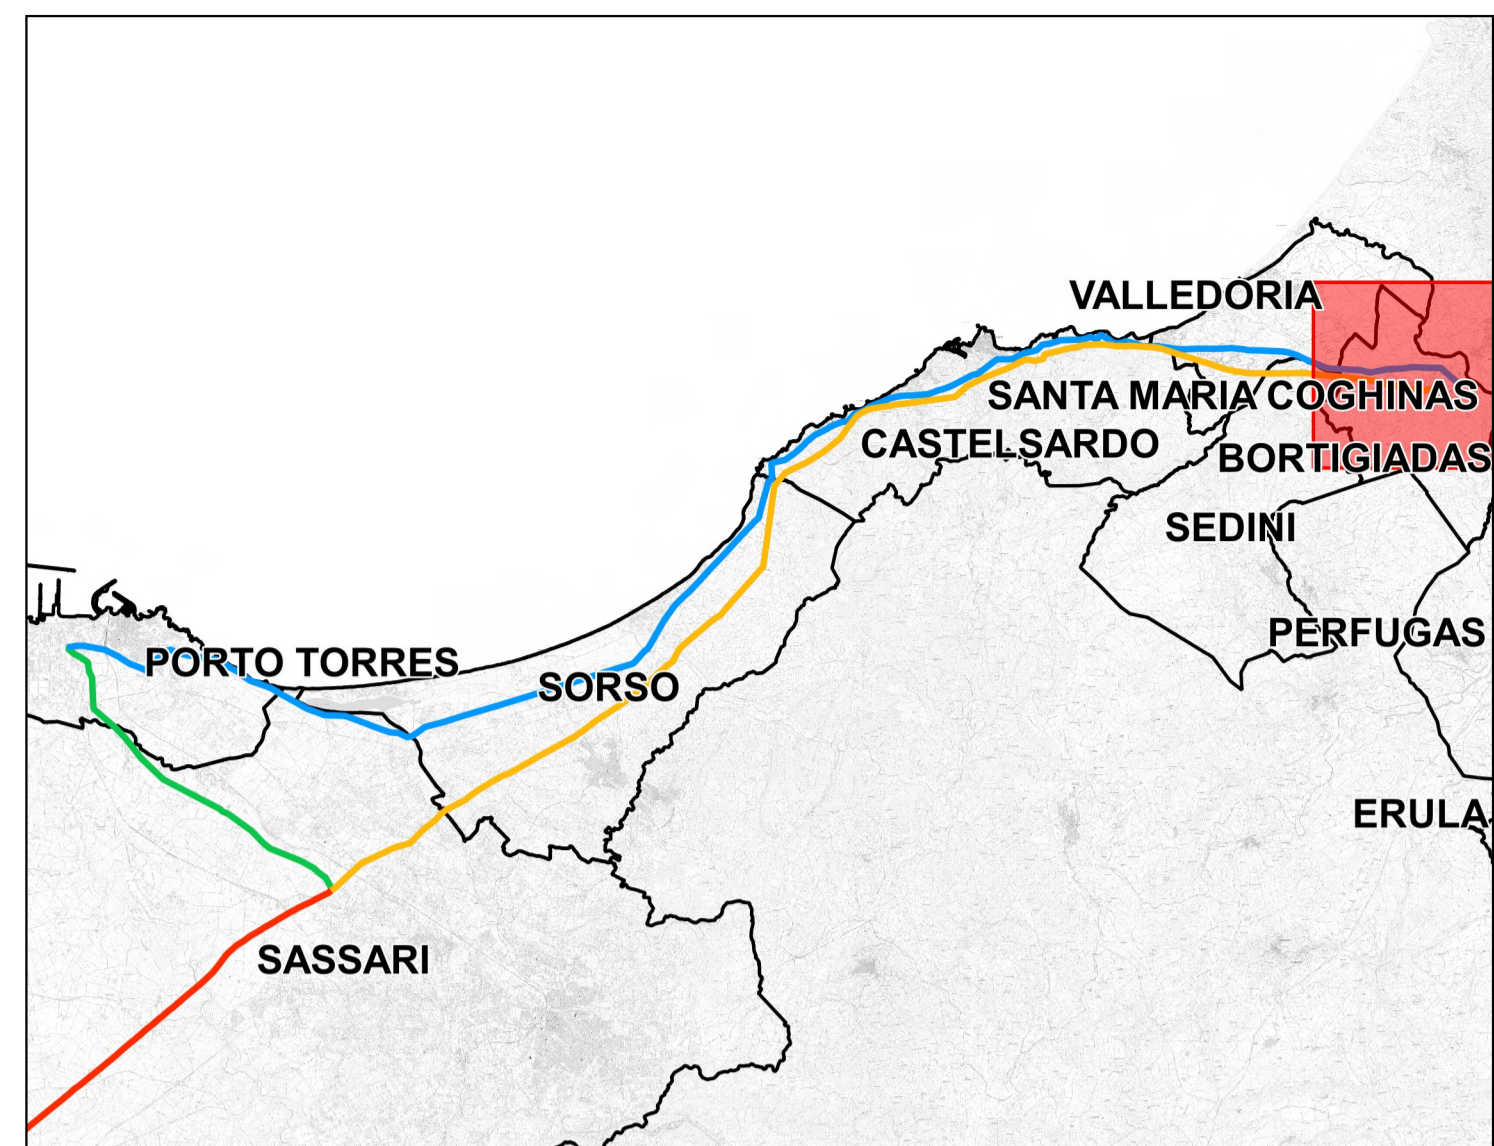 VALLEDORIA
SANTA MARIA COGHINAS
CASTELSARDO
BORTIGIADAS
SEDINI
PERFUGAS
PORTO TORRES
SORSO
ERULA
SASSARI